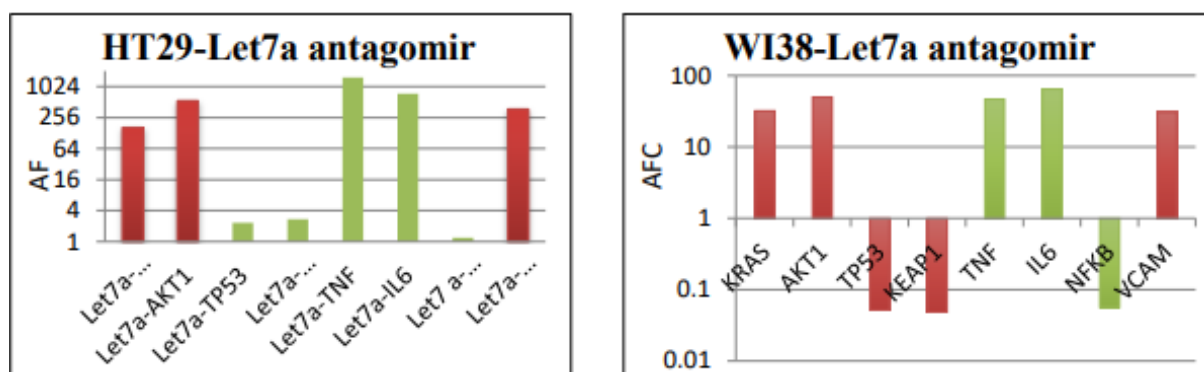 HT29-Let7a antagomir
1024
256
64
16
4
1
AF
Let7a-...
Let7a-AKT1
Let7a-TP53
Let7a-...
Let7a-TNF
Let7a-IL6
Let7 a-...
Let7a-...
WI38-Let7a antagomir
100
10
1
0.1
0.01
AFC
KRAS
AKT1
TP53
KEAP1
TNF
IL6
NFKB
VCAM